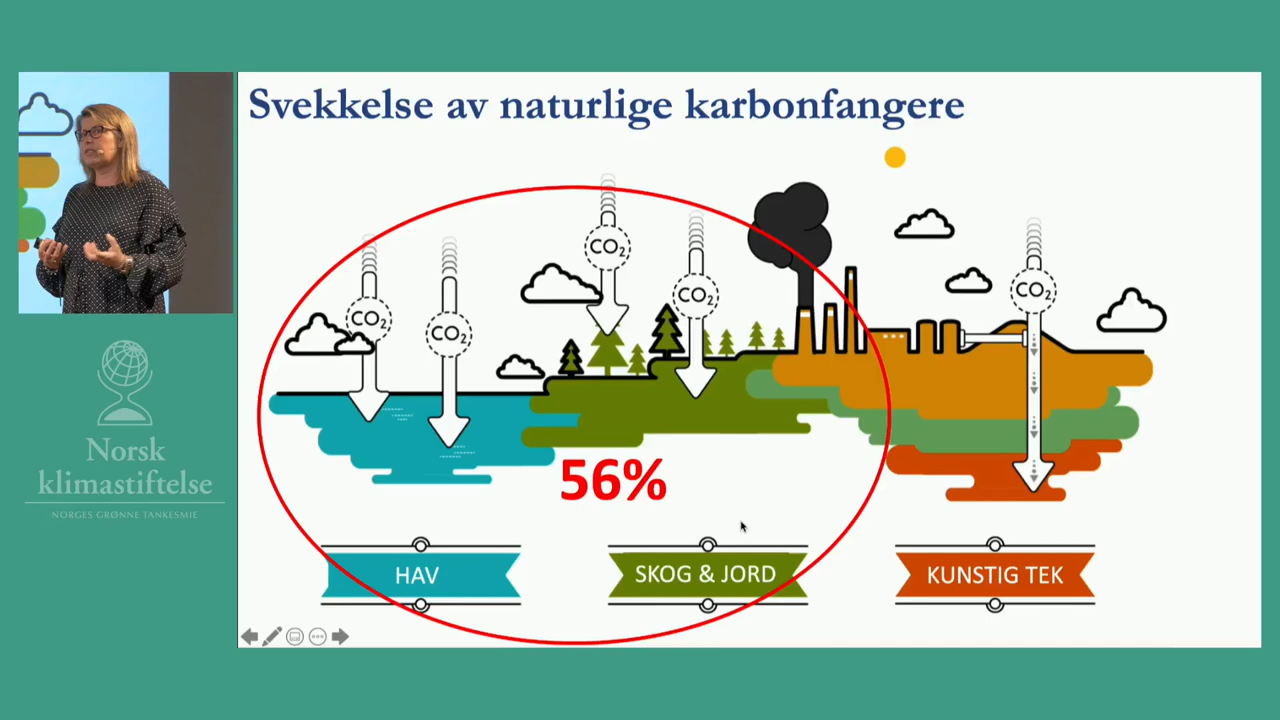 Svekkelse av naturlige karbonfangere
CO₂
CO₂
CO₂
CO₂
CO₂
56%
HAV
SKOG & JORD
KUNSTIG TEK
Norsk
klimastiftelse
NORGES GRØNNE TANKESMIE